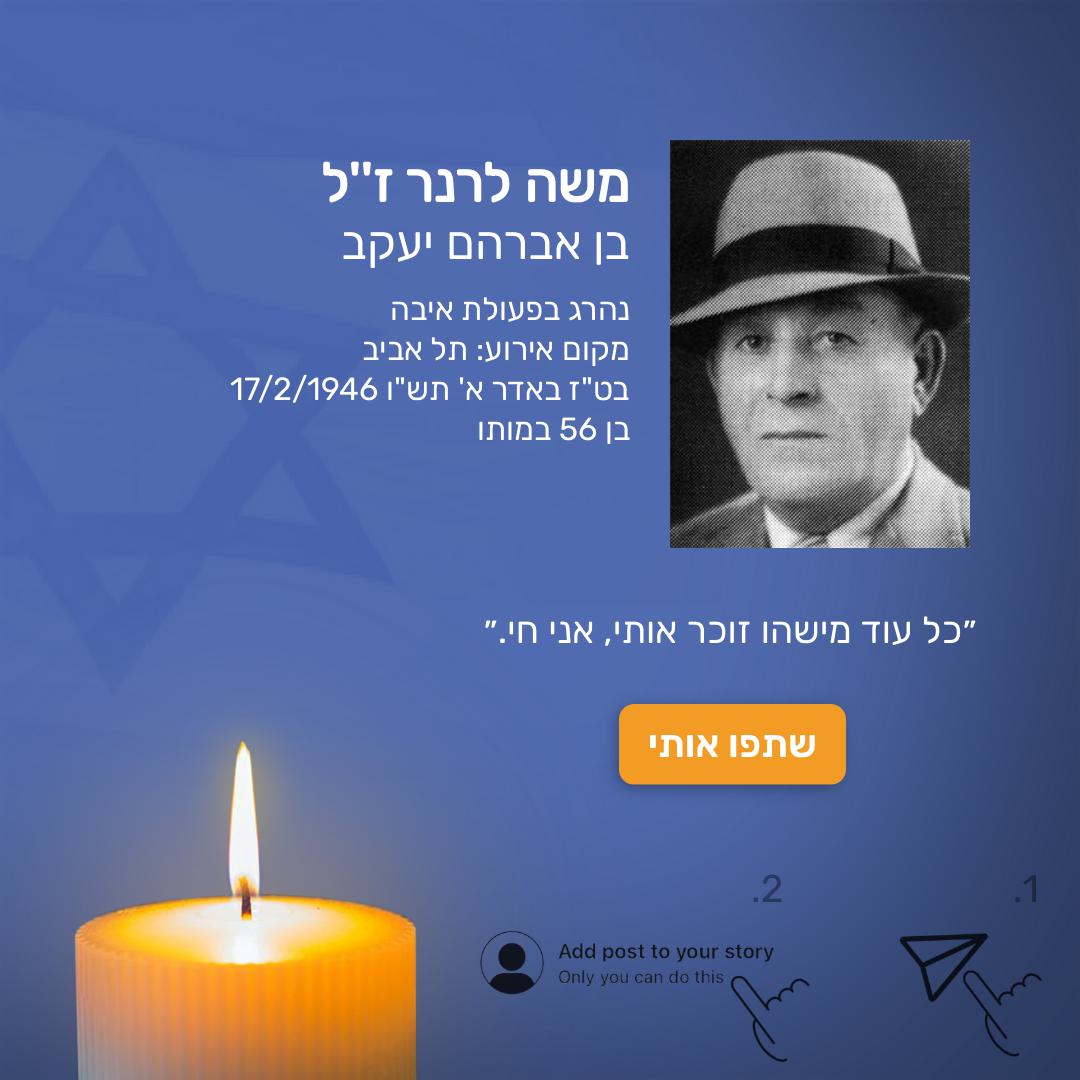 משה לרנר ז"ל
בן אברהם יעקב
נהרג בפעולת איבה
מקום אירוע: תל אביב
בט"ז באדר א' תש"ו 17/2/1946
בן 56 במותו
״כל עוד מישהו זוכר אותי, אני חי.״
שתפו אותי
1.
2.
Add post to your story
Only you can do this